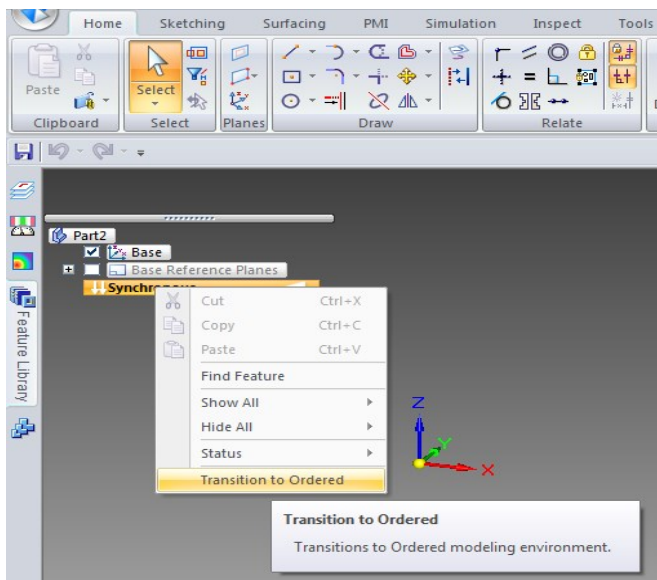 Home Sketching Surfacing PMI Simulation Inspect Tools
Paste
Select
Clipboard Select Planes Draw Relate
Part2
Base
Base Reference Planes
Synchronous
Cut Ctrl+X
Copy Ctrl+C
Paste Ctrl+V
Find Feature
Show All
Hide All
Status
Transition to Ordered
Feature Library
Z
Y
X
Transition to Ordered
Transitions to Ordered modeling environment.